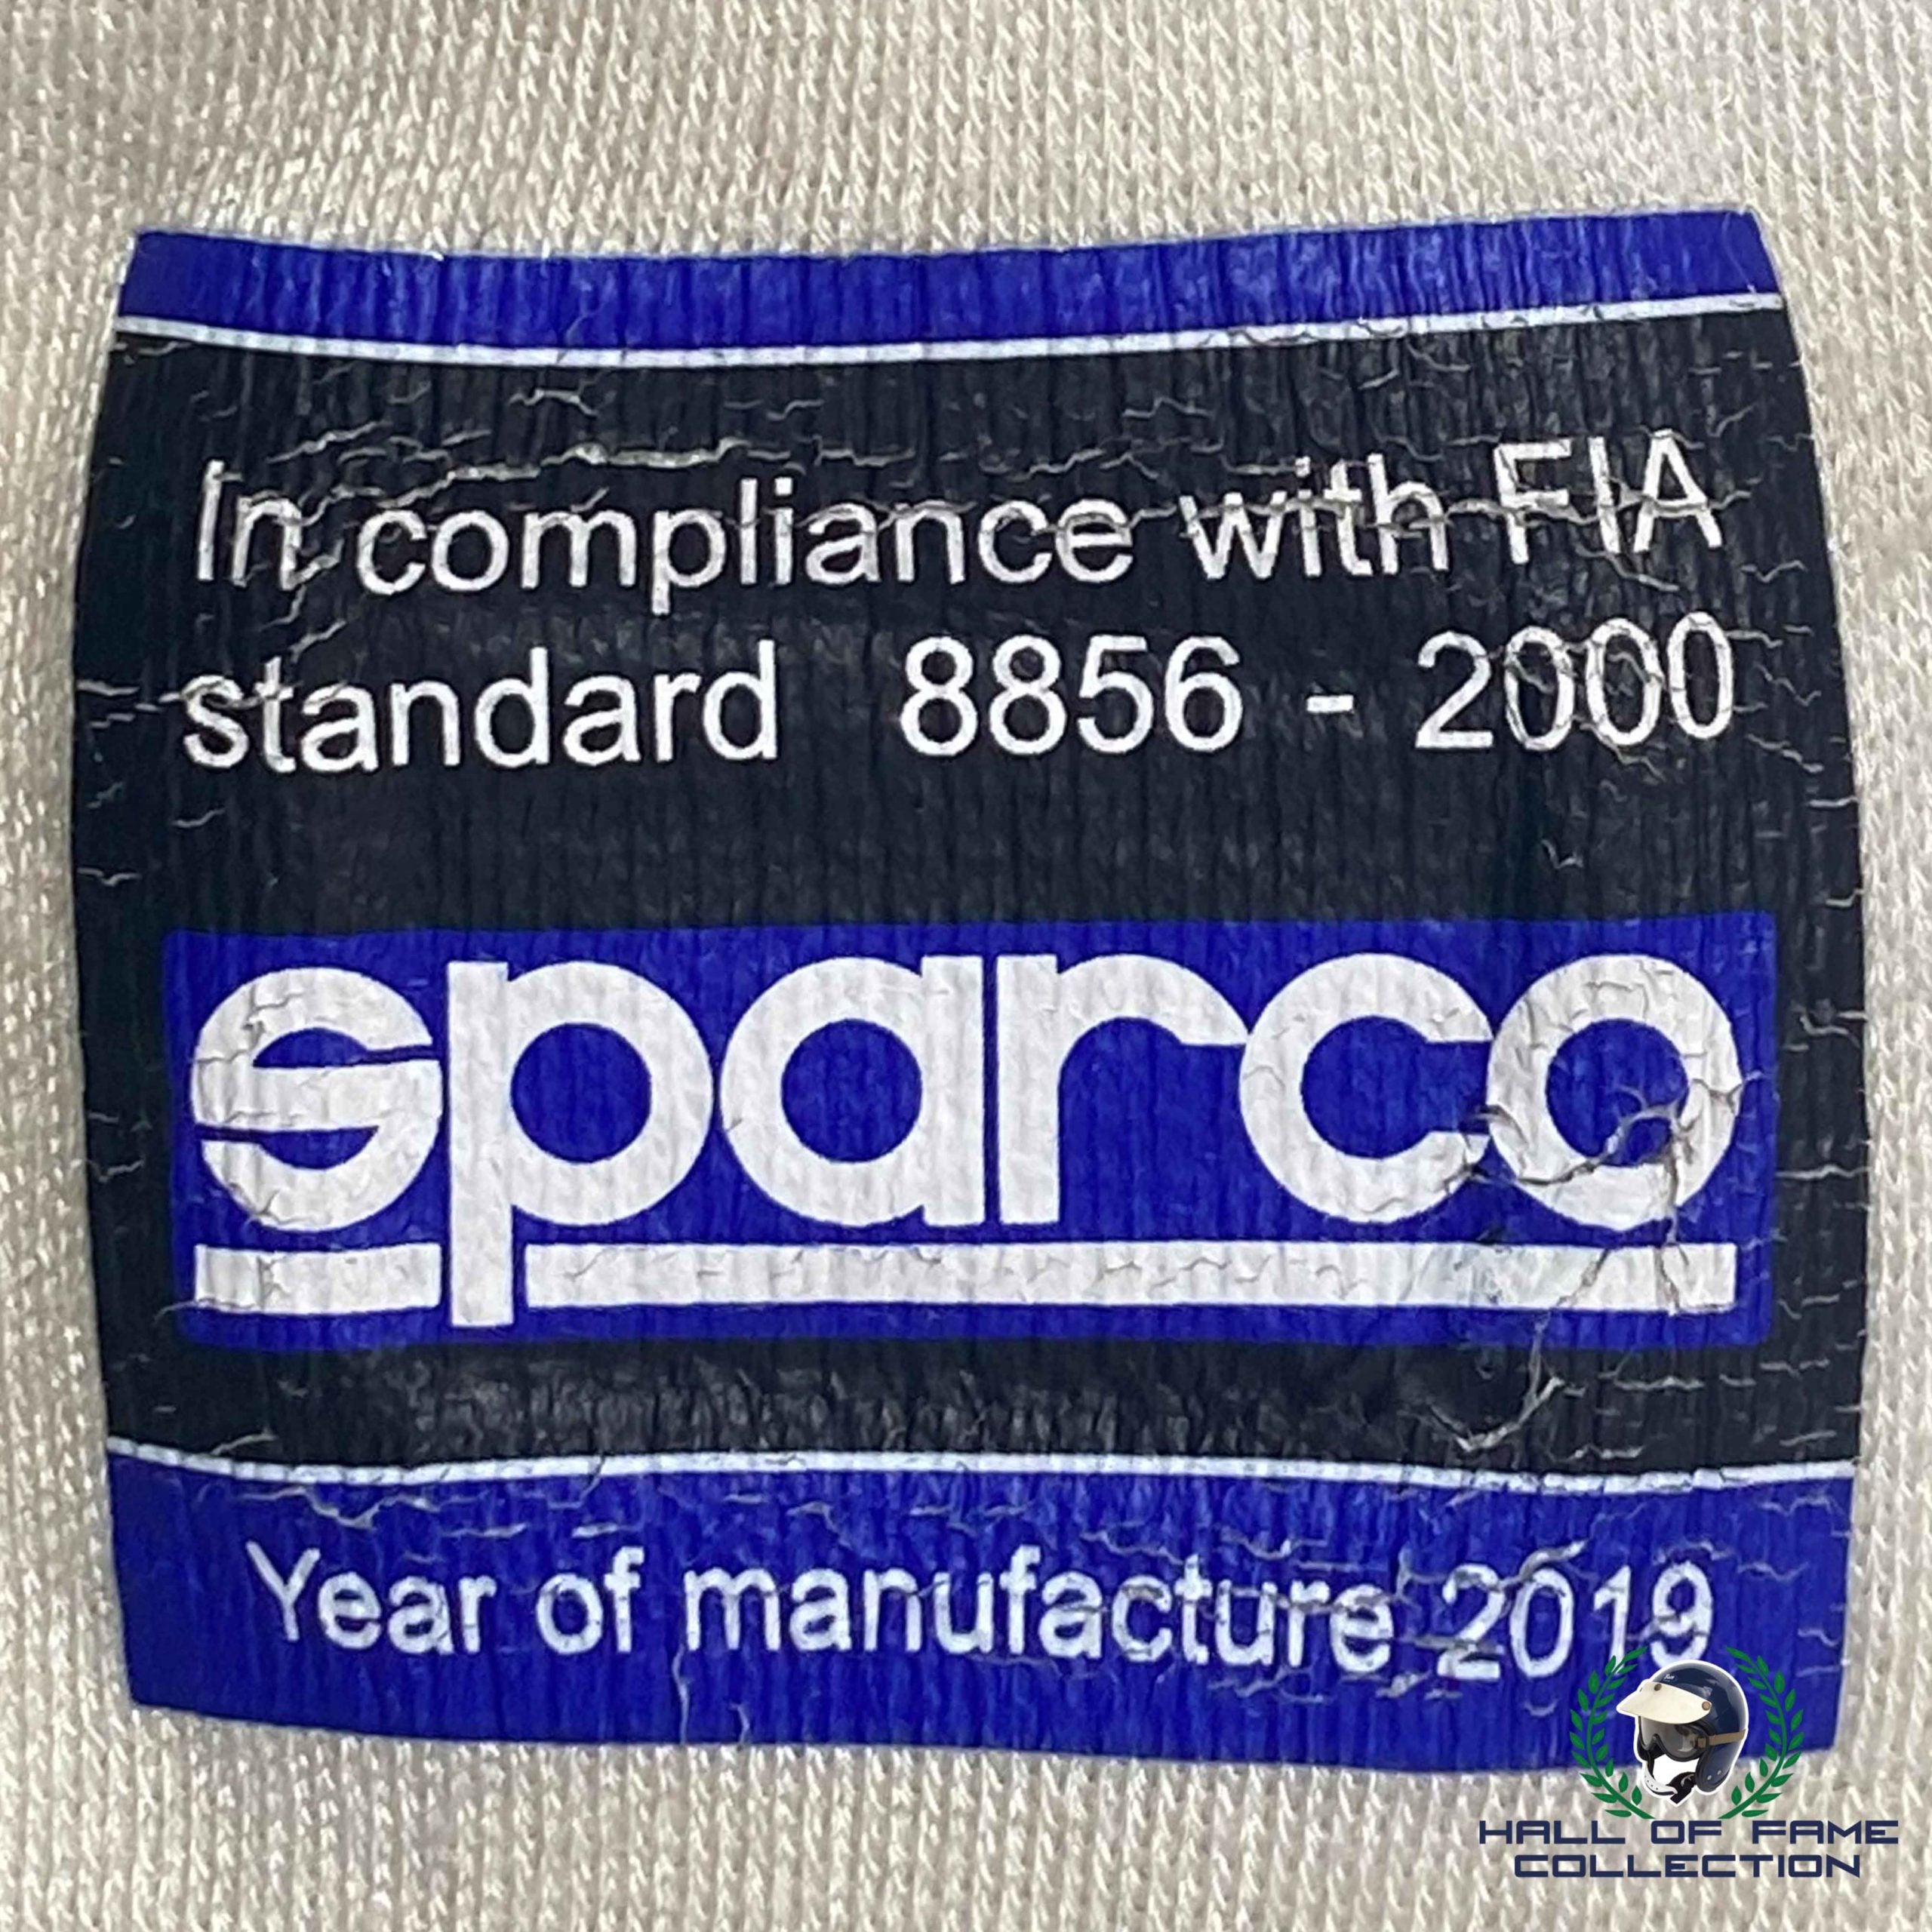 In compliance with FIA
standard 8856 - 2000
sparco
Year of manufacture 2019
HALL OF FAME
COLLECTION